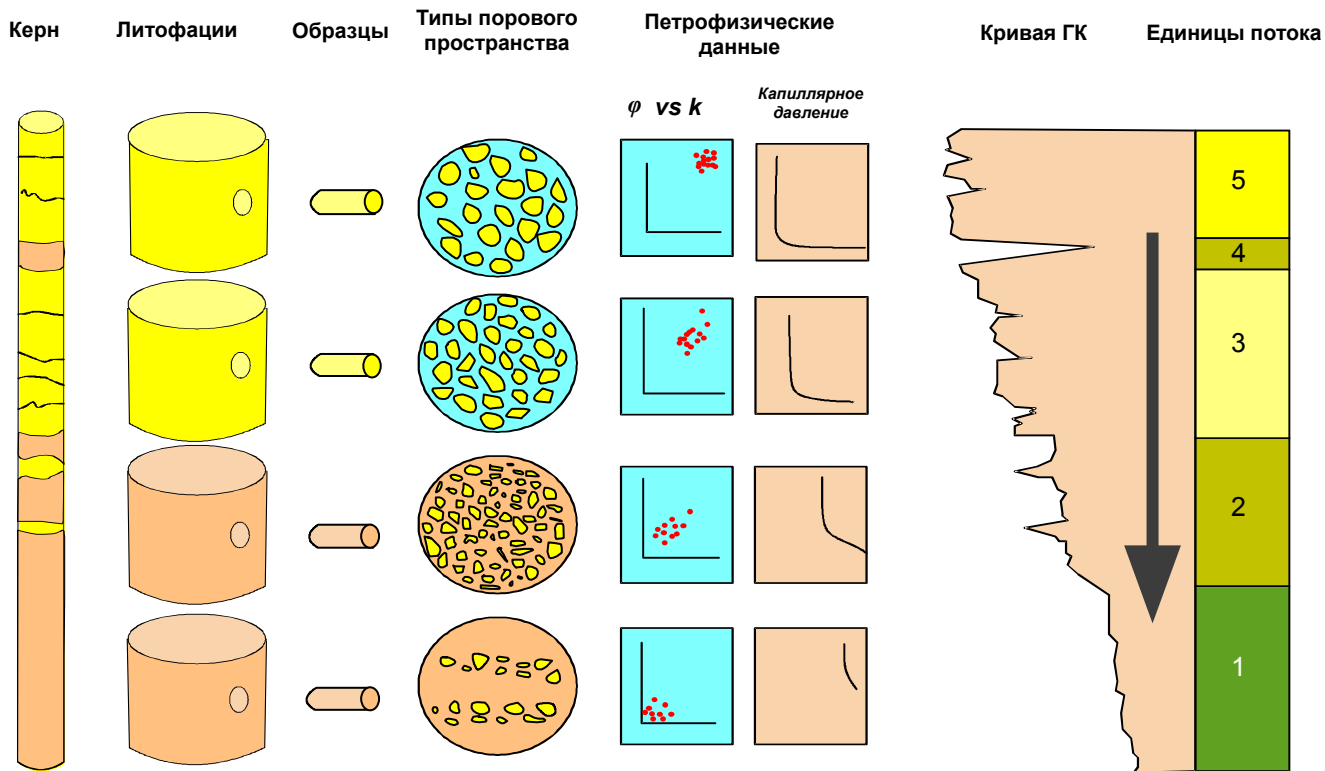 Керн
Литофации
Образцы
Типы порового
пространства
Петрофизические
данные
Кривая ГК
Единицы потока
φ vs k
Капиллярное
давление
5
4
3
2
1